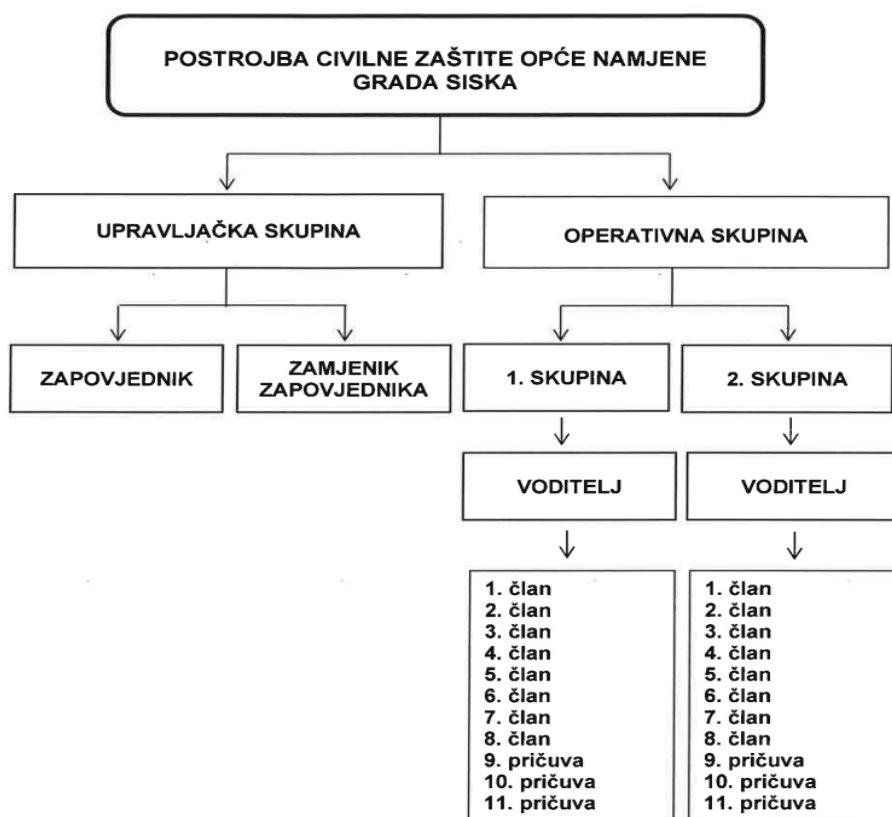 POSTROJBA CIVILNE ZAŠTITE OPĆE NAMJENE
GRADA SISKA
UPRAVLJAČKA SKUPINA
OPERATIVNA SKUPINA
ZAPOVJEDNIK
ZAMJENIK
ZAPOVJEDNIKA
1. SKUPINA
2. SKUPINA
VODITELJ
VODITELJ
1. član
2. član
3. član
4. član
5. član
6. član
7. član
8. član
9. pričuva
10. pričuva
11. pričuva
1. član
2. član
3. član
4. član
5. član
6. član
7. član
8. član
9. pričuva
10. pričuva
11. pričuva